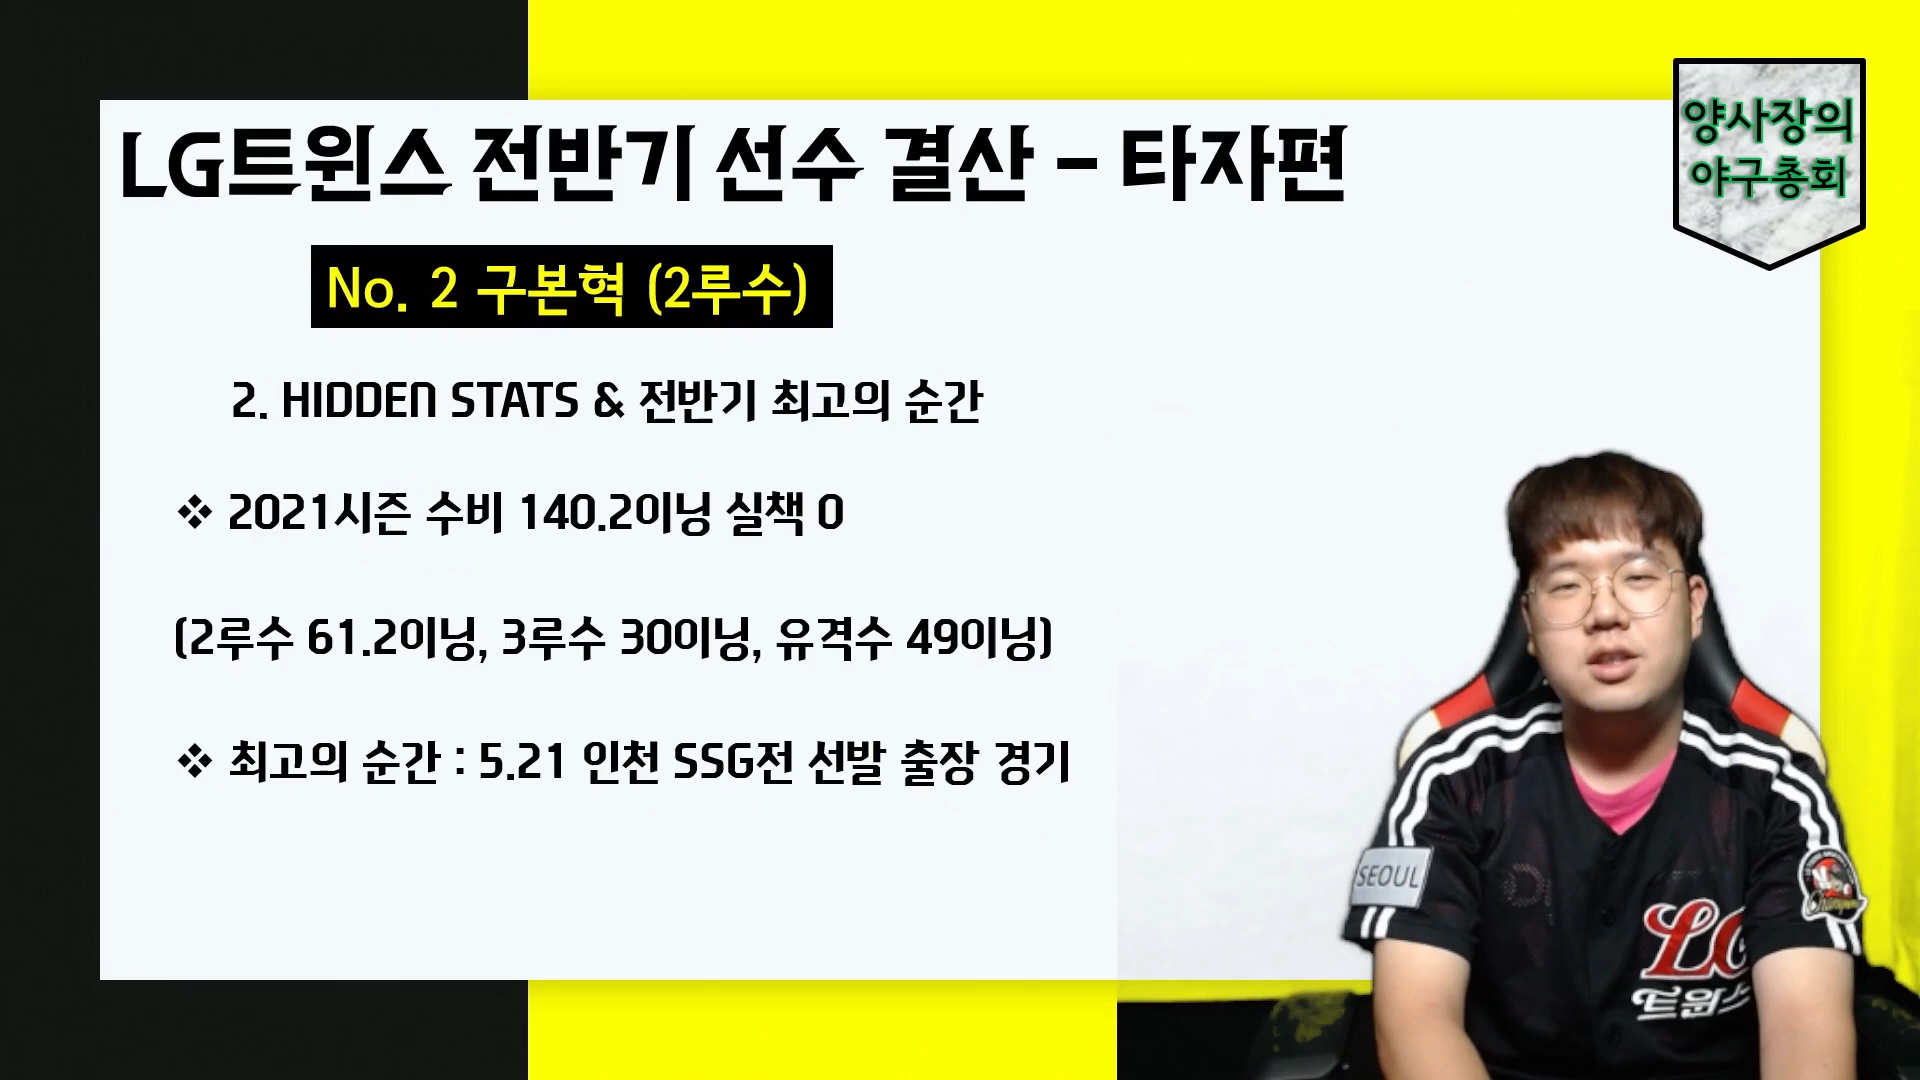 LG트윈스 전반기 선수 결산 - 타자편
양사장의
야구총회
No. 2 구본혁 (2루수)
2. HIDDEN STATS & 전반기 최고의 순간
❖ 2021시즌 수비 140.2이닝 실책 0
(2루수 61.2이닝, 3루수 30이닝, 유격수 49이닝)
❖ 최고의 순간 : 5.21 인천 SSG전 선발 출장 경기
SEOUL
LG
트윈스